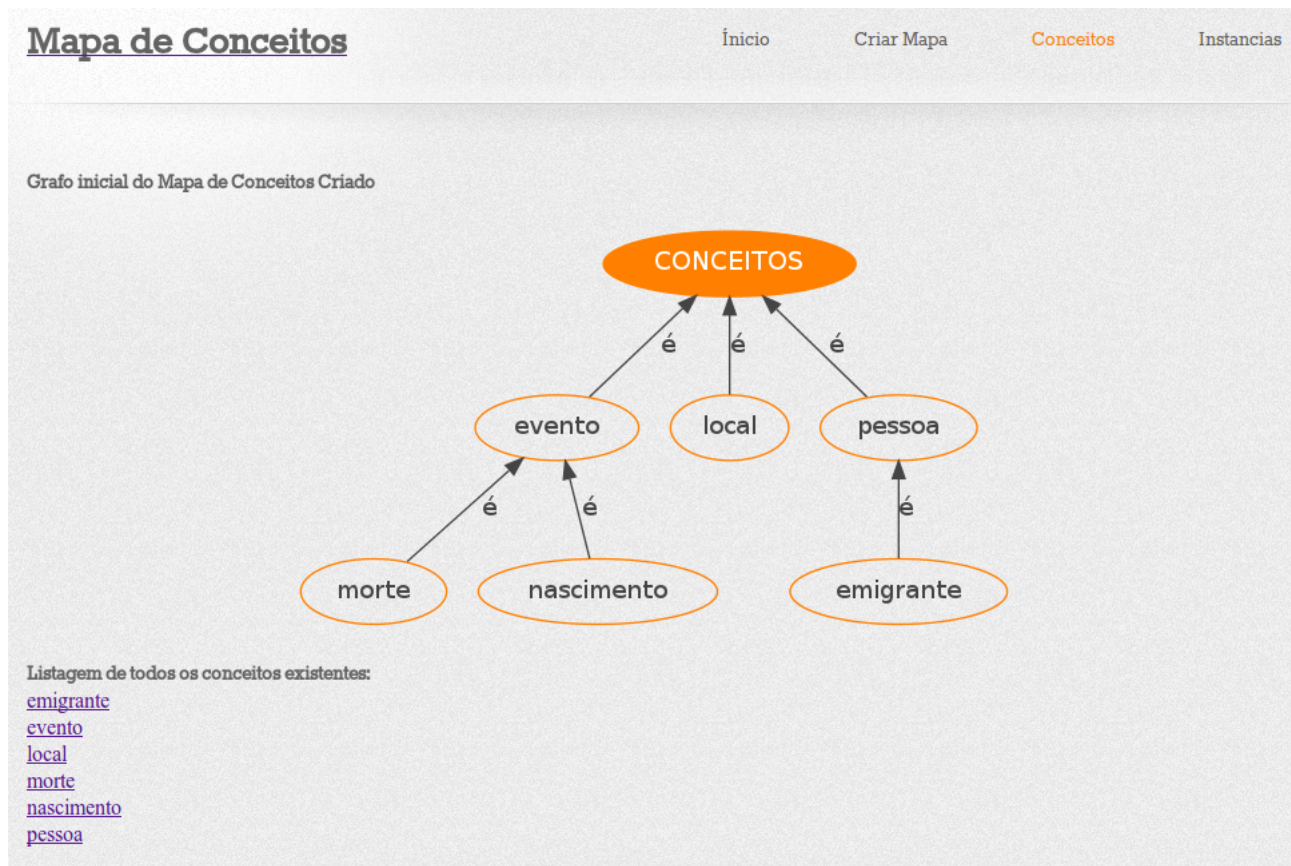 Mapa de Conceitos
Ínicio Criar Mapa Conceitos Instancias
Grafo inicial do Mapa de Conceitos Criado
CONCEITOS
é é é
evento local pessoa
é é é
morte nascimento emigrante
Listagem de todos os conceitos existentes:
emigrante
evento
local
morte
nascimento
pessoa